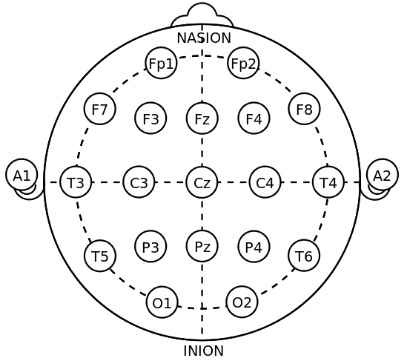 NASION
Fp1 Fp2
F7 F3 Fz F4 F8
A1 T3 C3 Cz C4 T4 A2
T5 P3 Pz P4 T6
O1 O2
INION